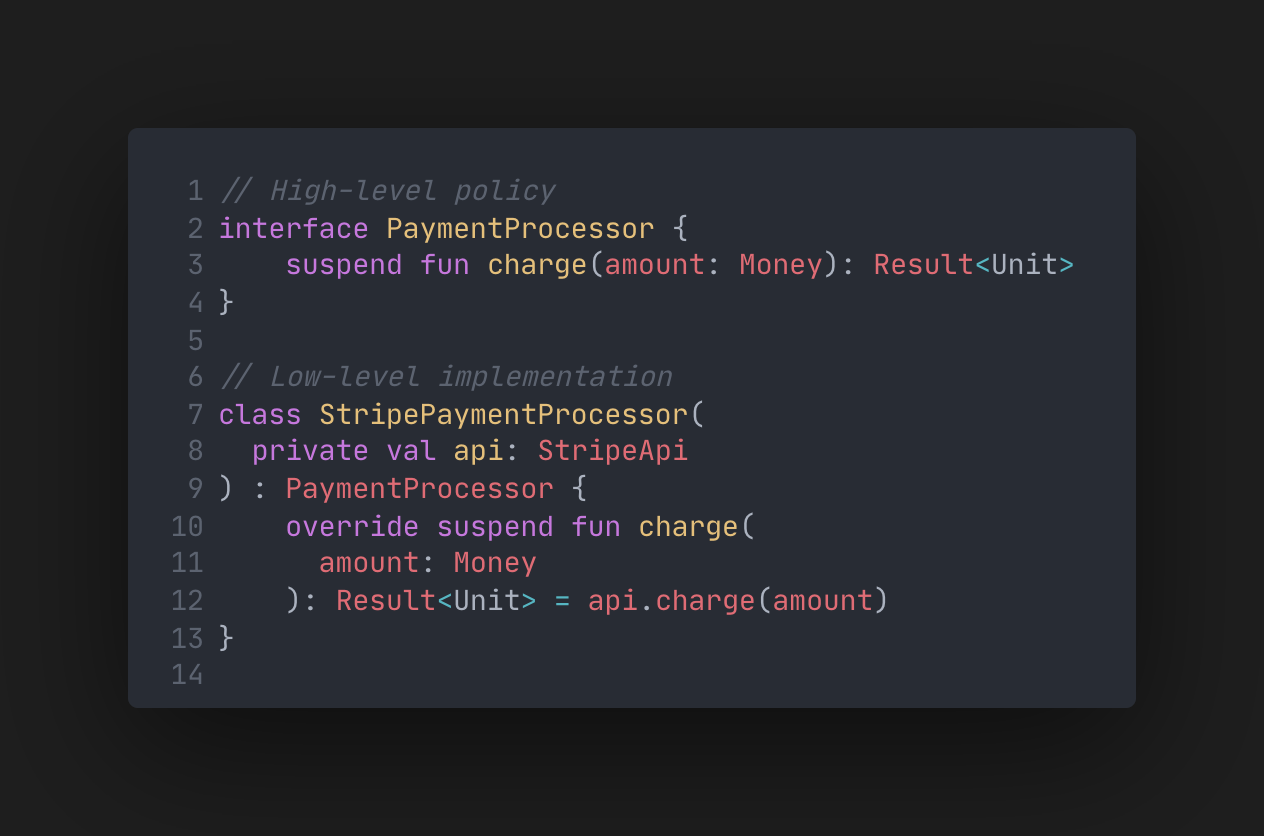 1 // High-level policy
2 interface PaymentProcessor {
3     suspend fun charge(amount: Money): Result<Unit>
4 }
5
6 // Low-level implementation
7 class StripePaymentProcessor(
8   private val api: StripeApi
9 ) : PaymentProcessor {
10     override suspend fun charge(
11       amount: Money
12     ): Result<Unit> = api.charge(amount)
13 }
14